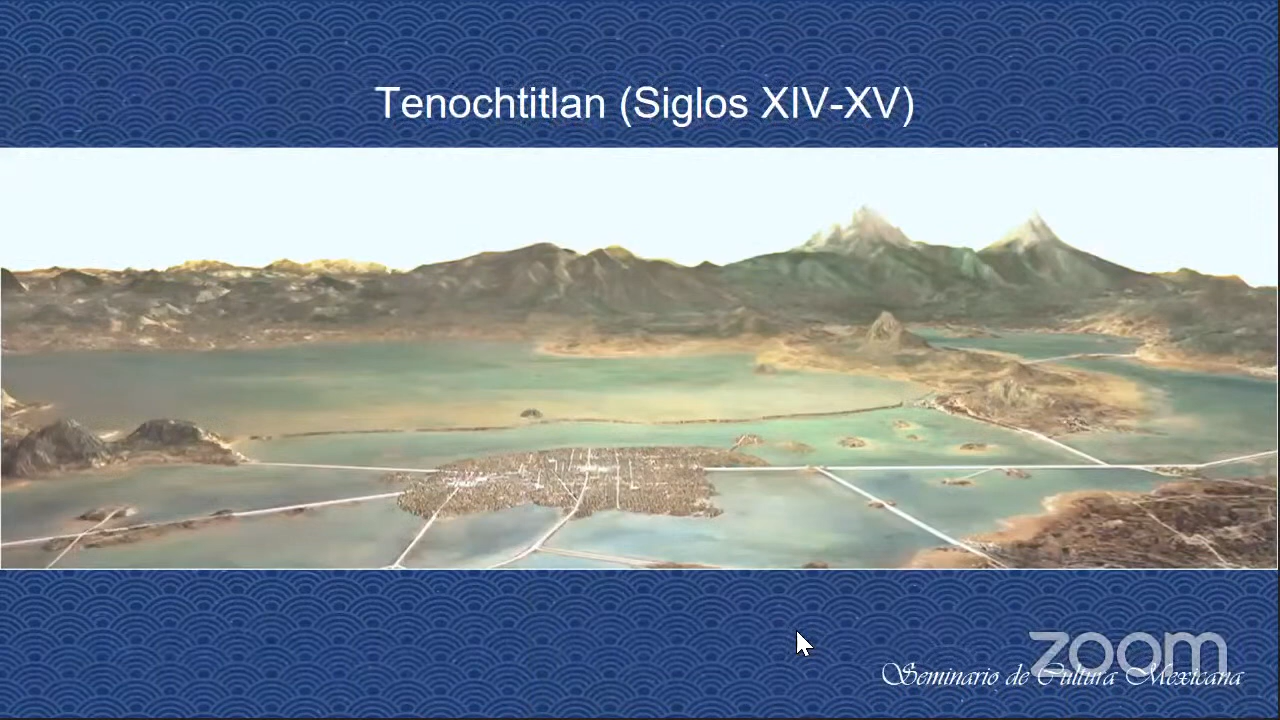 Tenochtitlan (Siglos XIV-XV)
zoom
Seminario de Cultura Mexicana